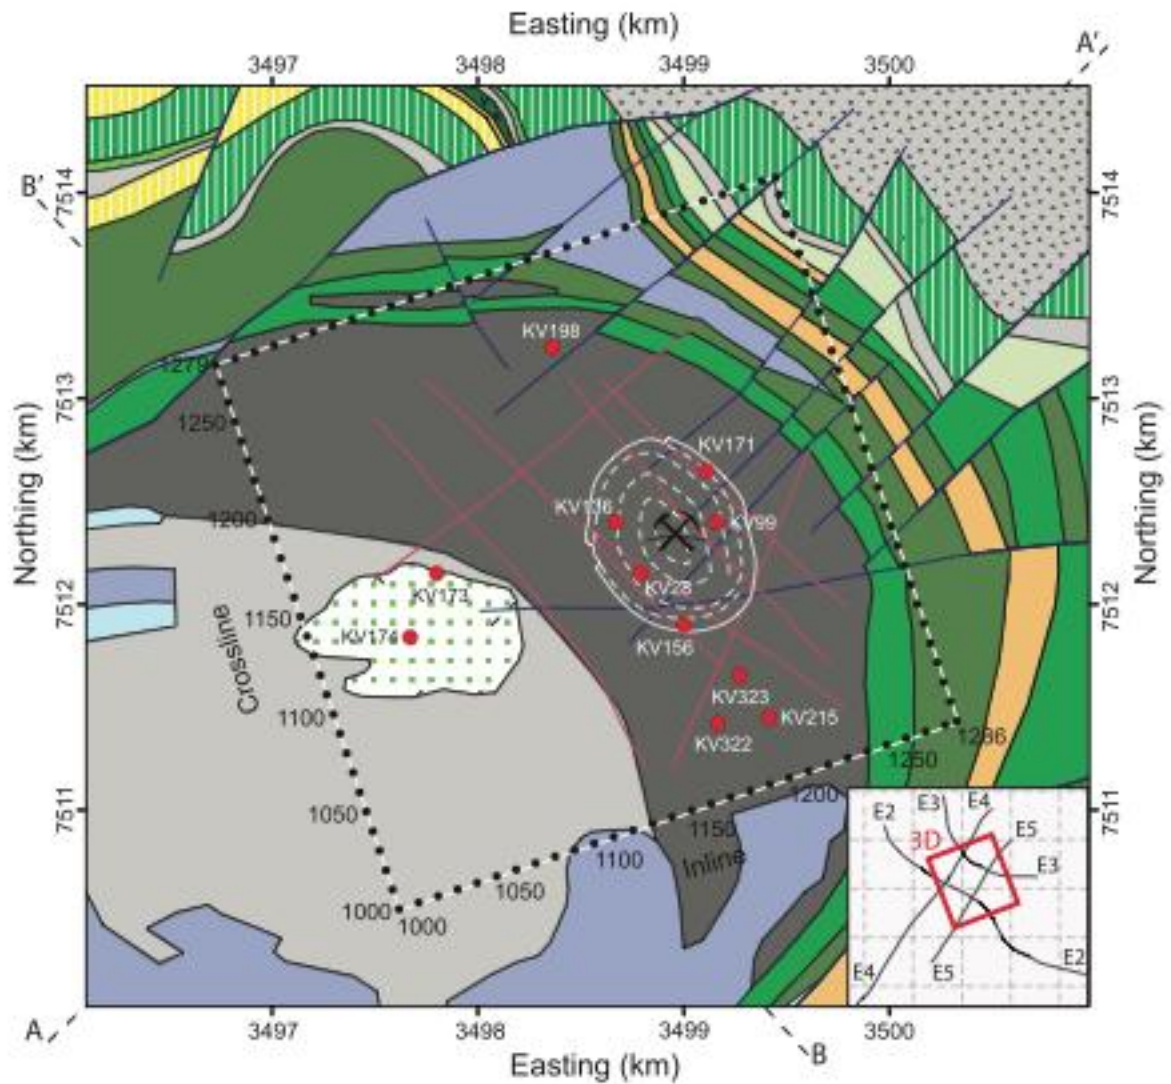 Easting (km)
A'
3497 3498 3499 3500
B'
7514 7514
KV198
1279
7513 7513
1250
Northing (km) Northing (km)
KV171
1200
KV136 KV99
KV173 KV28
7512 7512
1150
KV174
KV156
Crossline
KV323
1100 KV215
KV322
1286
1250
7511 7511
1050 1200
1150
Inline
1100
1050
1000
1000
E3 E4
E2
3D E5
E3
E2
E4 E5
A
3497 3498 3499 3500
B
Easting (km)